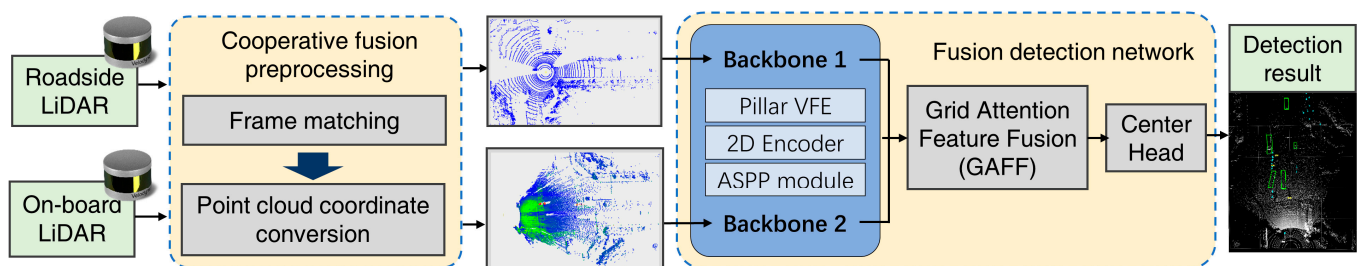 Roadside
LiDAR
On-board
LiDAR
Cooperative fusion
preprocessing
Frame matching
Point cloud coordinate
conversion
Backbone 1
Pillar VFE
2D Encoder
ASPP module
Backbone 2
Fusion detection network
Grid Attention
Feature Fusion
(GAFF)
Center
Head
Detection
result